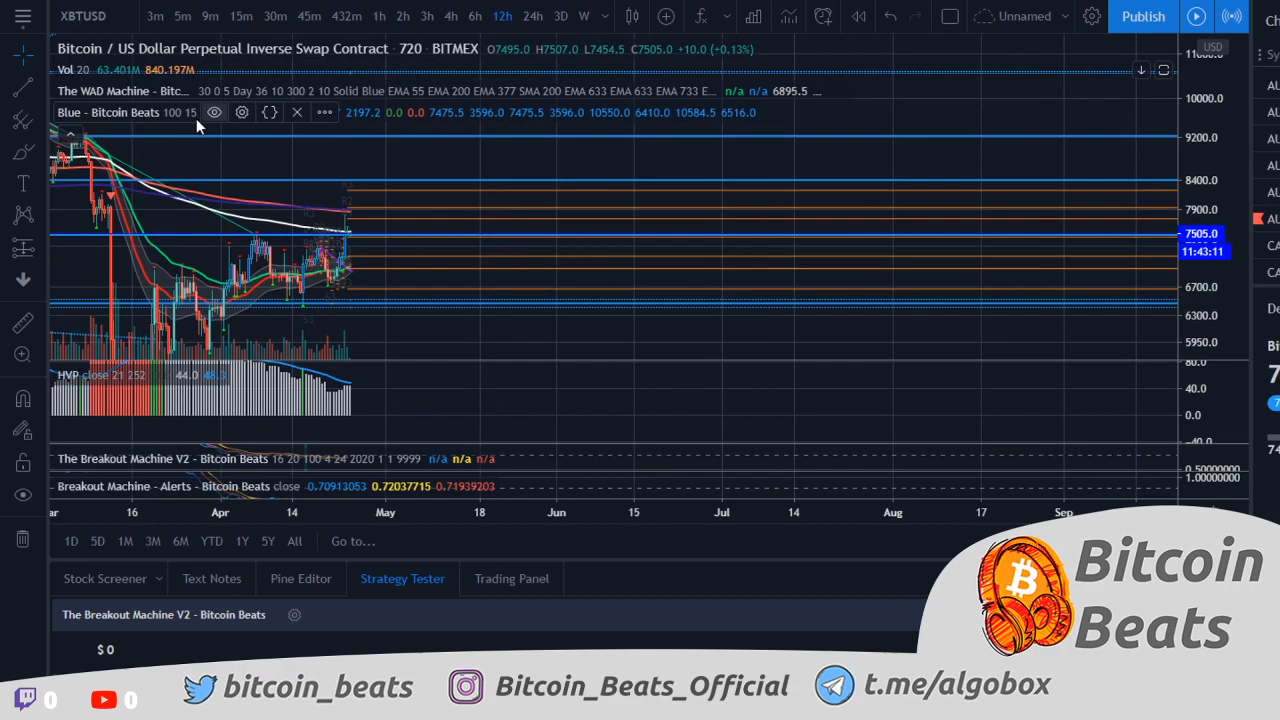 XBTUSD 3m 5m 9m 15m 30m 45m 432m 1h 2h 3h 4h 6h 12h 24h 3D W Unnamed Publish
Bitcoin / US Dollar Perpetual Inverse Swap Contract · 720 · BITMEX O7495.0 H7507.0 L7454.5 C7505.0 +10.0 (+0.13%)
USD
Vol 20 63.401M 840.197M
The WAD Machine - Bitc... 30 0 5 Day 36 10 300 2 10 Solid Blue EMA 55 EMA 200 EMA 377 SMA 200 EMA 633 EMA 633 EMA 733 E... n/a n/a 6895.5 ...
Blue - Bitcoin Beats 100 15 2197.2 0.0 0.0 7475.5 3596.0 7475.5 3596.0 10550.0 6410.0 10584.5 6516.0
10000.0
9200.0
8400.0
7900.0
7505.0
11:43:11
6700.0
6300.0
5950.0
R2
R3
S3
HVP close 21 252 44.0 48.3
80.0
40.0
0.0
-40.0
The Breakout Machine V2 - Bitcoin Beats 16 20 100 4 24 2020 1 1 9999 n/a n/a n/a
0.50000000
Breakout Machine - Alerts - Bitcoin Beats close 0.70913053 0.72037715 0.71939203
1.00000000
16 Apr 14 May 18 Jun 15 Jul 14 Aug 17 Sep
1D 5D 1M 3M 6M YTD 1Y 5Y All Go to...
Stock Screener Text Notes Pine Editor Strategy Tester Trading Panel
The Breakout Machine V2 - Bitcoin Beats
$ 0
Bitcoin
Beats
0 0 bitcoin_beats Bitcoin_Beats_Official t.me/algobox